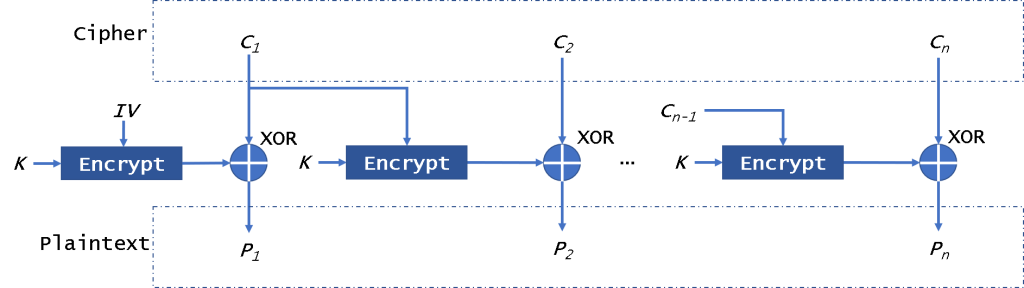 Cipher C1 C2 Cn
IV Cn-1
XOR XOR XOR
K Encrypt K Encrypt ... K Encrypt
Plaintext P1 P2 Pn